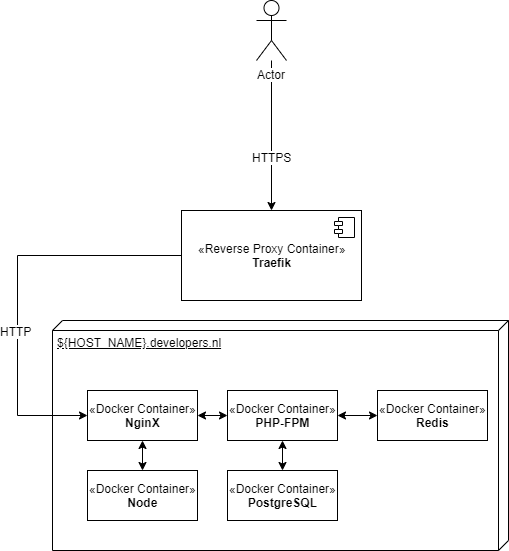 Actor
HTTPS
«Reverse Proxy Container»
Traefik
HTTP
${HOST_NAME}.developers.nl
«Docker Container»
NginX
«Docker Container»
PHP-FPM
«Docker Container»
Redis
«Docker Container»
Node
«Docker Container»
PostgreSQL